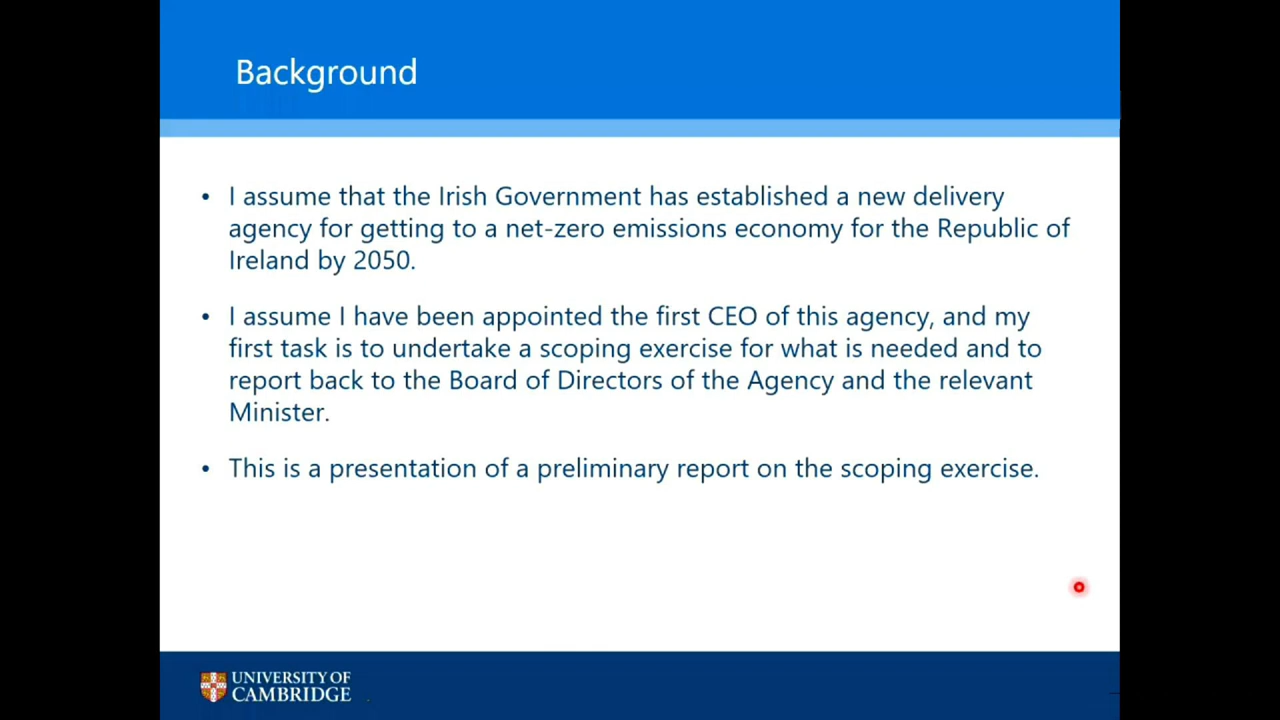 Background
• I assume that the Irish Government has established a new delivery
agency for getting to a net-zero emissions economy for the Republic of
Ireland by 2050.
• I assume I have been appointed the first CEO of this agency, and my
first task is to undertake a scoping exercise for what is needed and to
report back to the Board of Directors of the Agency and the relevant
Minister.
• This is a presentation of a preliminary report on the scoping exercise.
UNIVERSITY OF
CAMBRIDGE